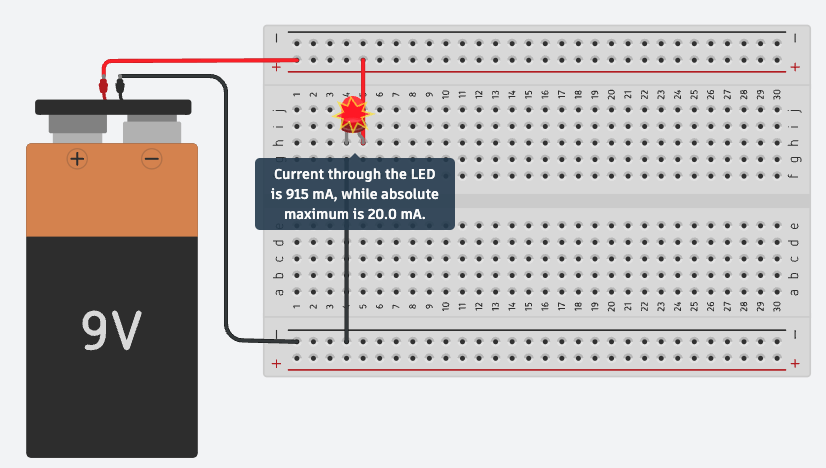 − −
+ +
1 2 3 4 5 6 7 8 9 10 11 12 13 14 15 16 17 18 19 20 21 22 23 24 25 26 27 28 29 30
j j
i i
h h
g g
f f
+ −
Current through the LED
is 915 mA, while absolute
maximum is 20.0 mA.
e e
d d
c c
b b
a a
1 2 3 4 5 6 7 8 9 10 11 12 13 14 15 16 17 18 19 20 21 22 23 24 25 26 27 28 29 30
9V
− −
+ +